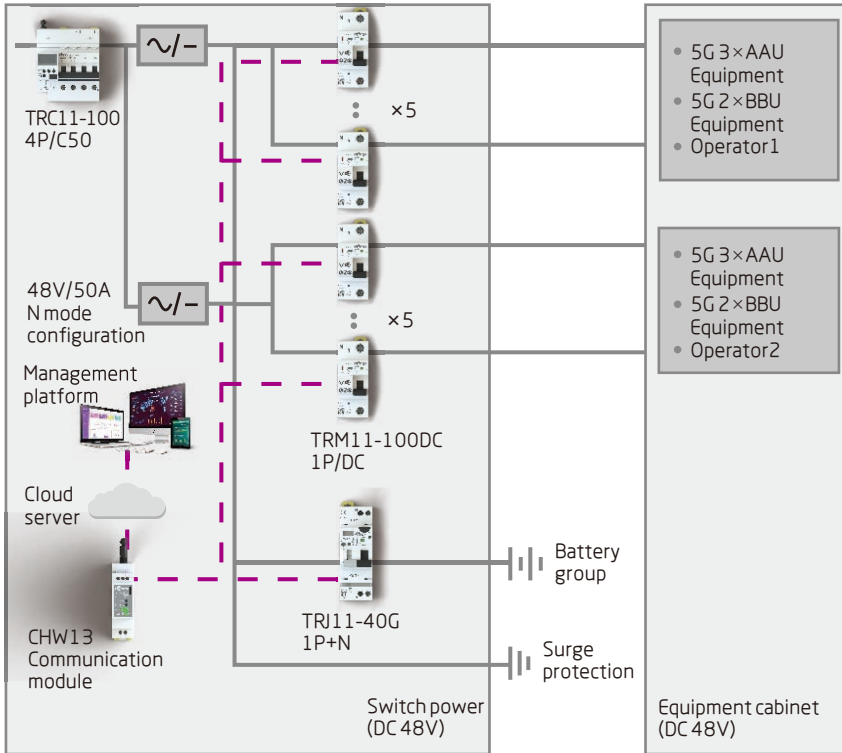 TRC11-100
4P/C50
~/−
×5
5G 3×AAU
Equipment
5G 2×BBU
Equipment
Operator1
48V/50A
N mode
configuration
~/−
×5
5G 3×AAU
Equipment
5G 2×BBU
Equipment
Operator2
Management
platform
TRM11-100DC
1P/DC
Cloud
server
Battery
group
TRJ11-40G
1P+N
CHW13
Communication
module
Surge
protection
Switch power
(DC 48V)
Equipment cabinet
(DC 48V)